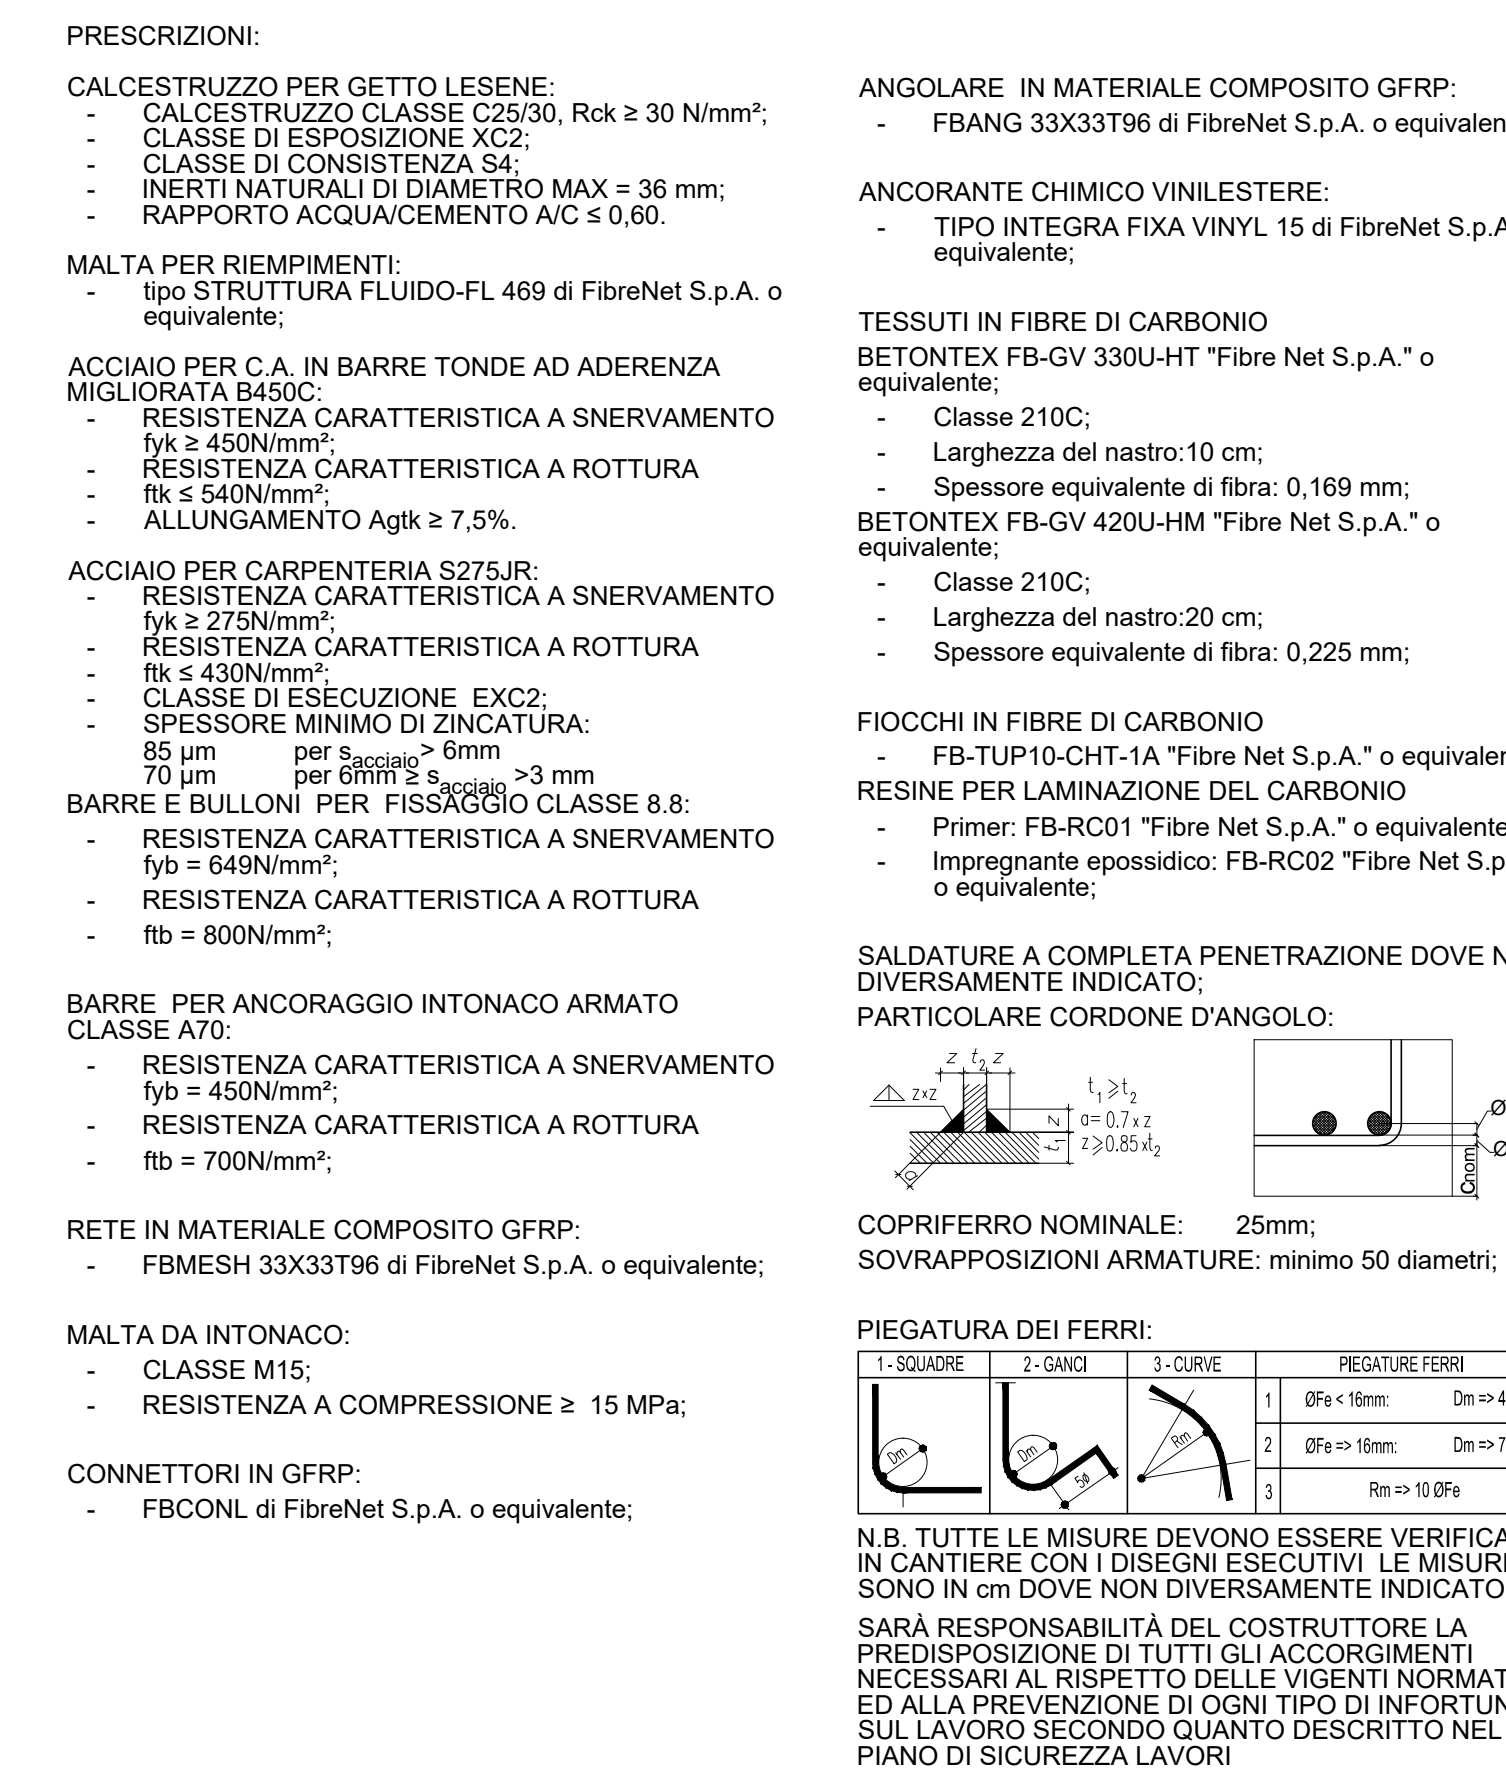 PRESCRIZIONI:
CALCESTRUZZO PER GETTO LESENE:
- CALCESTRUZZO CLASSE C25/30, Rck ≥ 30 N/mm²;
- CLASSE DI ESPOSIZIONE XC2;
- CLASSE DI CONSISTENZA S4;
- INERTI NATURALI DI DIAMETRO MAX = 36 mm;
- RAPPORTO ACQUA/CEMENTO A/C ≤ 0,60.
MALTA PER RIEMPIMENTI:
- tipo STRUTTURA FLUIDO-FL 469 di FibreNet S.p.A. o
equivalente;
ACCIAIO PER C.A. IN BARRE TONDE AD ADERENZA
MIGLIORATA B450C:
- RESISTENZA CARATTERISTICA A SNERVAMENTO
fyk ≥ 450N/mm²;
- RESISTENZA CARATTERISTICA A ROTTURA
- ftk ≤ 540N/mm²;
- ALLUNGAMENTO Agtk ≥ 7,5%.
ACCIAIO PER CARPENTERIA S275JR:
- RESISTENZA CARATTERISTICA A SNERVAMENTO
fyk ≥ 275N/mm²;
- RESISTENZA CARATTERISTICA A ROTTURA
- ftk ≤ 430N/mm²;
- CLASSE DI ESECUZIONE EXC2;
- SPESSORE MINIMO DI ZINCATURA:
85 µm per sacciaio> 6mm
70 µm per 6mm ≥ sacciaio >3 mm
BARRE E BULLONI PER FISSAGGIO CLASSE 8.8:
- RESISTENZA CARATTERISTICA A SNERVAMENTO
fyb = 649N/mm²;
- RESISTENZA CARATTERISTICA A ROTTURA
- ftb = 800N/mm²;
BARRE PER ANCORAGGIO INTONACO ARMATO
CLASSE A70:
- RESISTENZA CARATTERISTICA A SNERVAMENTO
fyb = 450N/mm²;
- RESISTENZA CARATTERISTICA A ROTTURA
- ftb = 700N/mm²;
RETE IN MATERIALE COMPOSITO GFRP:
- FBMESH 33X33T96 di FibreNet S.p.A. o equivalente;
MALTA DA INTONACO:
- CLASSE M15;
- RESISTENZA A COMPRESSIONE ≥ 15 MPa;
CONNETTORI IN GFRP:
- FBCONL di FibreNet S.p.A. o equivalente;
ANGOLARE IN MATERIALE COMPOSITO GFRP:
- FBANG 33X33T96 di FibreNet S.p.A. o equivalen
ANCORANTE CHIMICO VINILESTERE:
- TIPO INTEGRA FIXA VINYL 15 di FibreNet S.p.A
equivalente;
TESSUTI IN FIBRE DI CARBONIO
BETONTEX FB-GV 330U-HT "Fibre Net S.p.A." o
equivalente;
- Classe 210C;
- Larghezza del nastro:10 cm;
- Spessore equivalente di fibra: 0,169 mm;
BETONTEX FB-GV 420U-HM "Fibre Net S.p.A." o
equivalente;
- Classe 210C;
- Larghezza del nastro:20 cm;
- Spessore equivalente di fibra: 0,225 mm;
FIOCCHI IN FIBRE DI CARBONIO
- FB-TUP10-CHT-1A "Fibre Net S.p.A." o equivalen
RESINE PER LAMINAZIONE DEL CARBONIO
- Primer: FB-RC01 "Fibre Net S.p.A." o equivalente
- Impregnante epossidico: FB-RC02 "Fibre Net S.p
o equivalente;
SALDATURE A COMPLETA PENETRAZIONE DOVE N
DIVERSAMENTE INDICATO;
PARTICOLARE CORDONE D'ANGOLO:
z t2 z
zxz
z
t1
a
t1 ≥ t2
a= 0.7 x z
z ≥ 0.85 xt2
Ø
Ø
Cnom
COPRIFERRO NOMINALE: 25mm;
SOVRAPPOSIZIONI ARMATURE: minimo 50 diametri;
PIEGATURA DEI FERRI:
1 - SQUADRE 2 - GANCI 3 - CURVE PIEGATURE FERRI
Dm
Dm
5ø
Rm
1 ØFe < 16mm: Dm => 4
2 ØFe => 16mm: Dm => 7
3 Rm => 10 ØFe
N.B. TUTTE LE MISURE DEVONO ESSERE VERIFICA
IN CANTIERE CON I DISEGNI ESECUTIVI LE MISURE
SONO IN cm DOVE NON DIVERSAMENTE INDICATO
SARÀ RESPONSABILITÀ DEL COSTRUTTORE LA
PREDISPOSIZIONE DI TUTTI GLI ACCORGIMENTI
NECESSARI AL RISPETTO DELLE VIGENTI NORMAT
ED ALLA PREVENZIONE DI OGNI TIPO DI INFORTUN
SUL LAVORO SECONDO QUANTO DESCRITTO NEL
PIANO DI SICUREZZA LAVORI